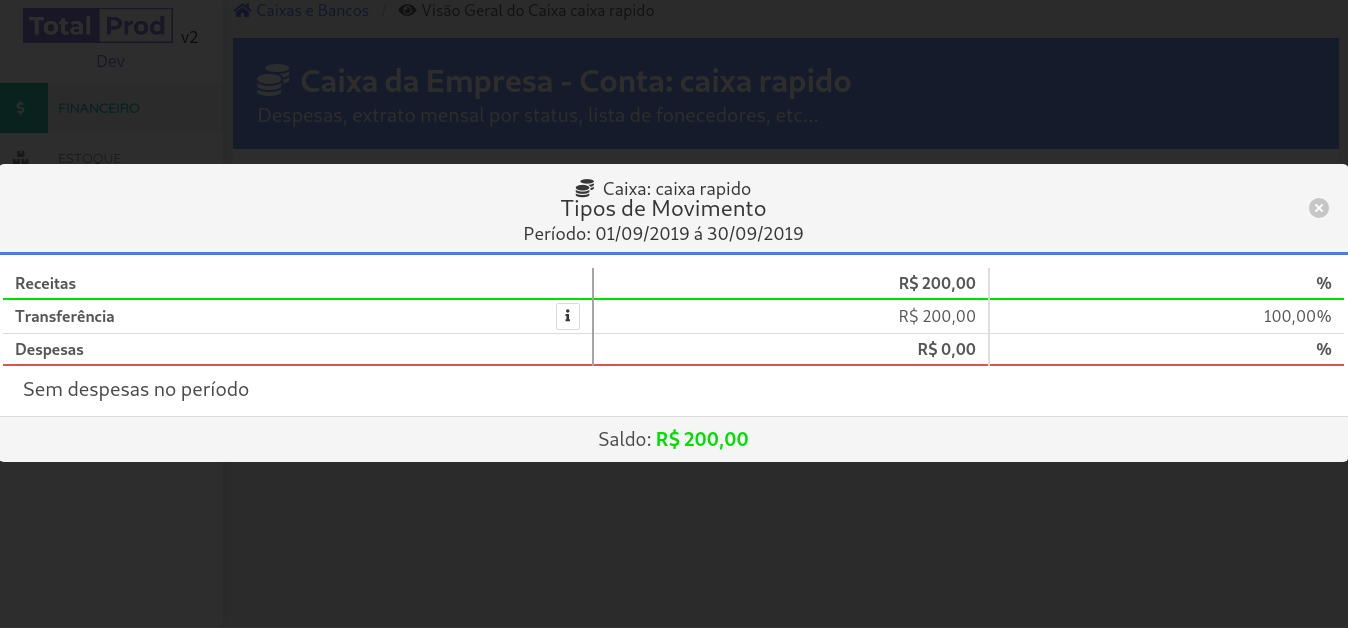 Total Prod v2
Dev
FINANCEIRO
ESTOQUE
Caixas e Bancos / Visão Geral do Caixa caixa rapido
Caixa da Empresa - Conta: caixa rapido
Despesas, extrato mensal por status, lista de fonecedores, etc...
Caixa: caixa rapido
Tipos de Movimento
Período: 01/09/2019 á 30/09/2019
Receitas R$ 200,00 %
Transferência i R$ 200,00 100,00%
Despesas R$ 0,00 %
Sem despesas no período
Saldo: R$ 200,00